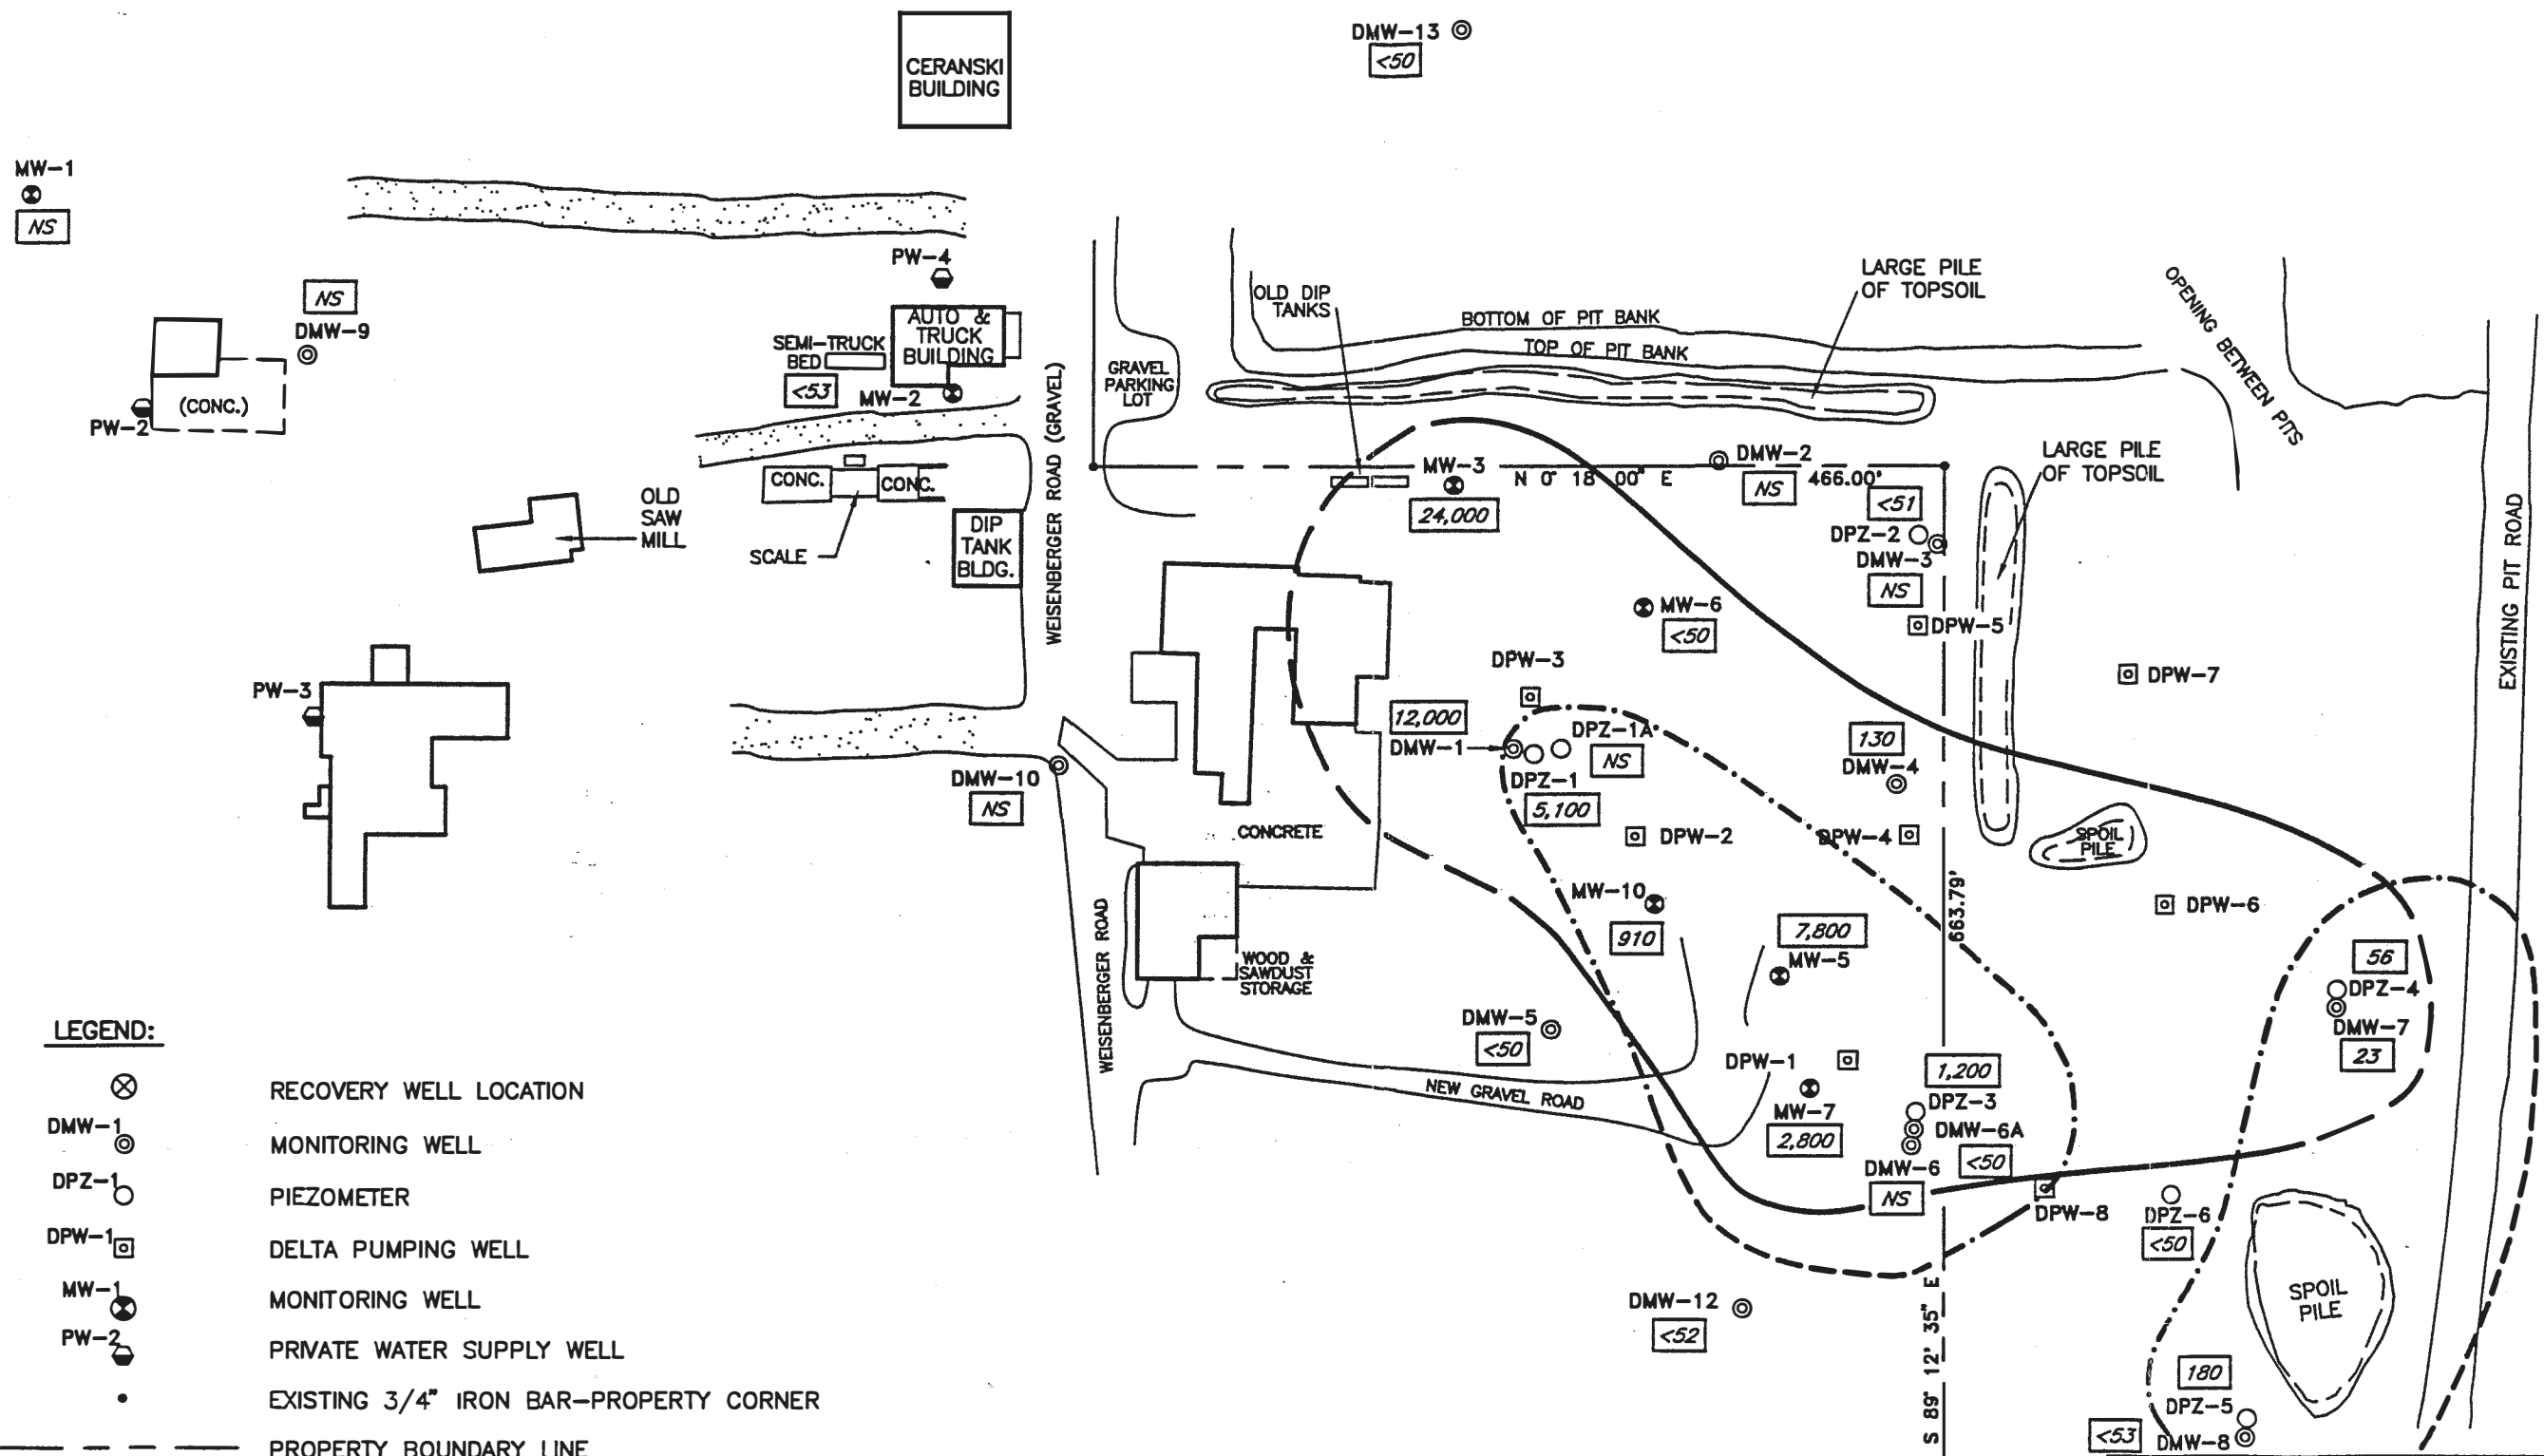 CERANSKI
BUILDING
DMW-13
<50
MW-1
NS
PW-4
NS
DMW-9
(CONC.)
PW-2
SEMI-TRUCK
BED
AUTO &
TRUCK
BUILDING
<53
MW-2
WEISENBERGER ROAD (GRAVEL)
GRAVEL
PARKING
LOT
OLD DIP
TANKS
LARGE PILE
OF TOPSOIL
BOTTOM OF PIT BANK
TOP OF PIT BANK
OPENING BETWEEN PITS
LARGE PILE
OF TOPSOIL
EXISTING PIT ROAD
CONC.
CONC.
SCALE
OLD
SAW
MILL
DIP
TANK
BLDG.
MW-3
24,000
N 0° 18' 00" E
466.00'
DMW-2
NS
<51
DPZ-2
DMW-3
NS
MW-6
<50
DPW-5
DPW-7
DPW-3
PW-3
12,000
DMW-1
DPZ-1A
NS
DPZ-1
5,100
130
DMW-4
DMW-10
NS
CONCRETE
DPW-2
DPW-4
SPOIL
PILE
MW-10
910
663.79'
DPW-6
7,800
MW-5
WEISENBERGER ROAD
WOOD &
SAWDUST
STORAGE
56
DPZ-4
DMW-7
23
DMW-5
<50
DPW-1
1,200
DPZ-3
NEW GRAVEL ROAD
MW-7
2,800
DMW-6A
<50
DMW-6
NS
DPW-8
DPZ-6
<50
SPOIL
PILE
DMW-12
<52
S 89° 12' 35" E
180
DPZ-5
<53
DMW-8
LEGEND:
RECOVERY WELL LOCATION
DMW-1
MONITORING WELL
DPZ-1
PIEZOMETER
DPW-1
DELTA PUMPING WELL
MW-1
MONITORING WELL
PW-2
PRIVATE WATER SUPPLY WELL
EXISTING 3/4" IRON BAR-PROPERTY CORNER
PROPERTY BOUNDARY LINE